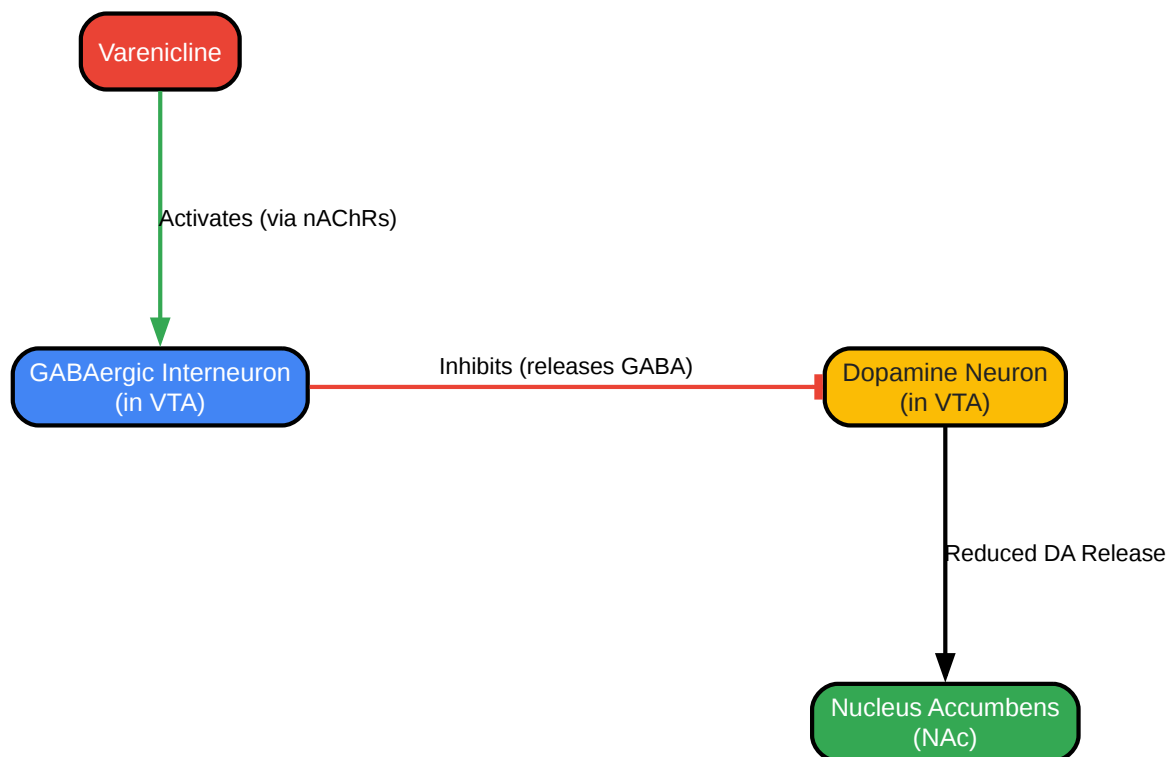 Varenicline
Activates (via nAChRs)
GABAergic Interneuron
(in VTA)
Inhibits (releases GABA)
Dopamine Neuron
(in VTA)
Reduced DA Release
Nucleus Accumbens
(NAc)